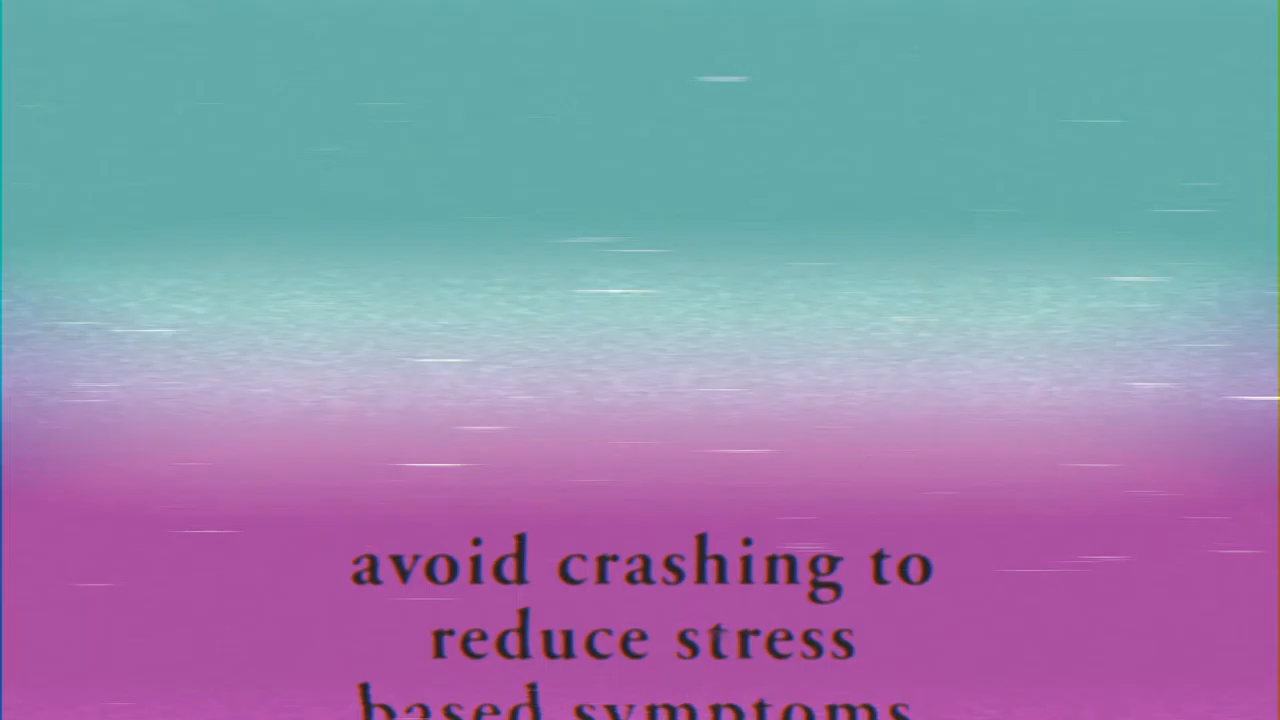 avoid crashing to
reduce stress
based symptoms